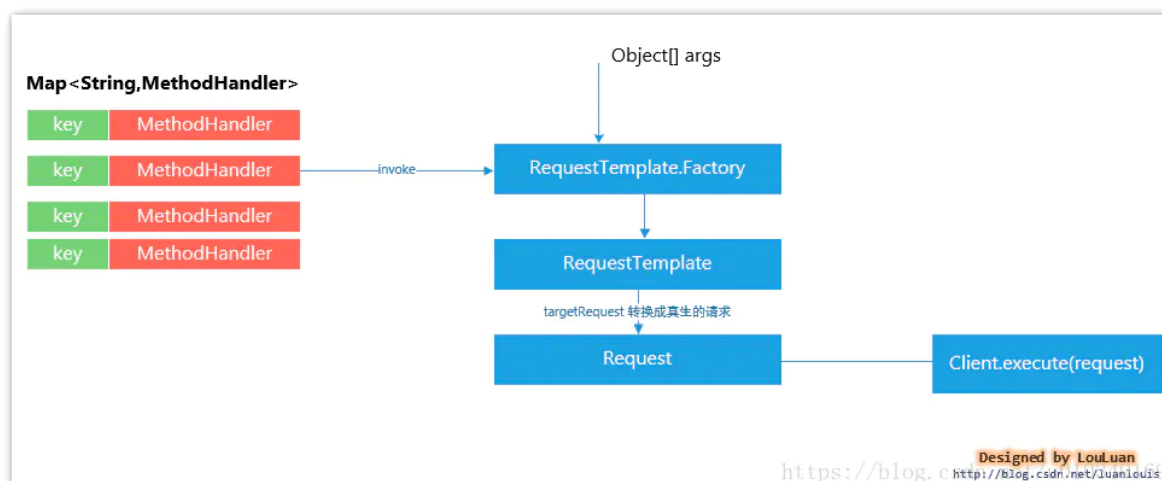 Object[] args
Map<String,MethodHandler>
key MethodHandler
key MethodHandler
invoke
RequestTemplate.Factory
key MethodHandler
key MethodHandler
RequestTemplate
targetRequest 转换成真生的请求
Request
Client.execute(request)
Designed by LouLuan
http://blog.csdn.net/luanlouis